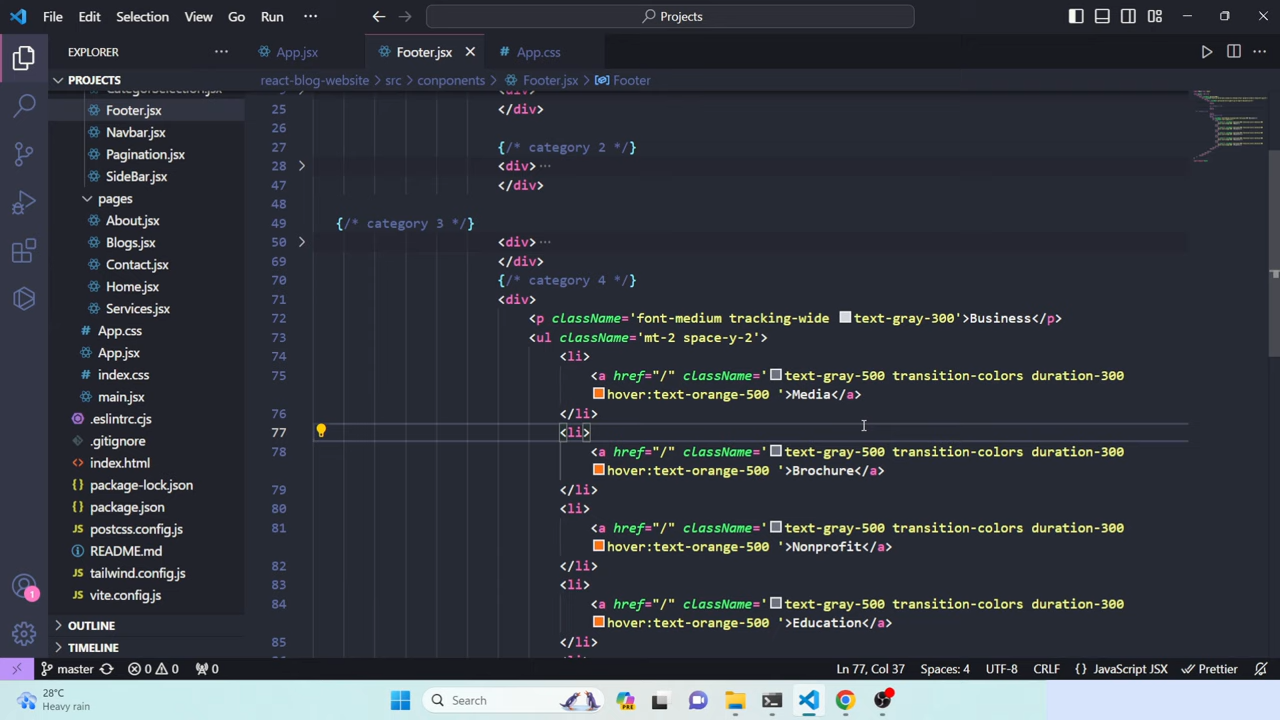 File Edit Selection View Go Run ··· Projects
EXPLORER ···
App.jsx Footer.jsx App.css
PROJECTS
react-blog-website > src > conponents > Footer.jsx > Footer
CategorySelection.jsx
Footer.jsx
Navbar.jsx
Pagination.jsx
SideBar.jsx
pages
About.jsx
Blogs.jsx
Contact.jsx
Home.jsx
Services.jsx
App.css
App.jsx
index.css
main.jsx
.eslintrc.cjs
.gitignore
index.html
package-lock.json
package.json
postcss.config.js
README.md
tailwind.config.js
vite.config.js
OUTLINE
TIMELINE
25 </div>
26
27 {/* category 2 */}
28 <div>···
47 </div>
48
49 {/* category 3 */}
50 <div>···
69 </div>
70 {/* category 4 */}
71 <div>
72 <p className='font-medium tracking-wide text-gray-300'>Business</p>
73 <ul className='mt-2 space-y-2'>
74 <li>
75 <a href="/" className='text-gray-500 transition-colors duration-300
hover:text-orange-500 '>Media</a>
76 </li>
77 <li>
78 <a href="/" className='text-gray-500 transition-colors duration-300
hover:text-orange-500 '>Brochure</a>
79 </li>
80 <li>
81 <a href="/" className='text-gray-500 transition-colors duration-300
hover:text-orange-500 '>Nonprofit</a>
82 </li>
83 <li>
84 <a href="/" className='text-gray-500 transition-colors duration-300
hover:text-orange-500 '>Education</a>
85 </li>
1
master 0 0 0 Ln 77, Col 37 Spaces: 4 UTF-8 CRLF {} JavaScript JSX Prettier
28°C
Heavy rain
Search
PRE